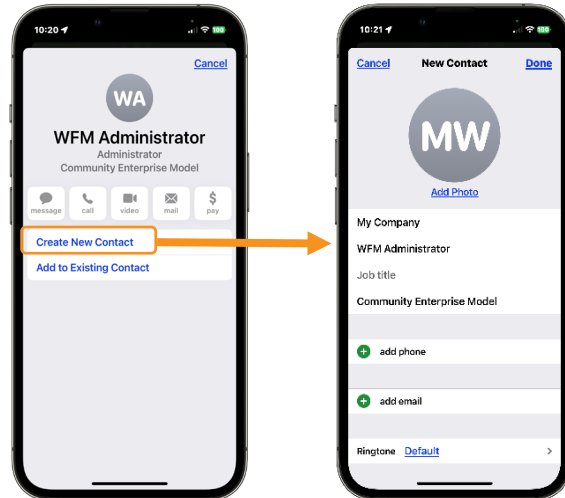 10:20
100
Cancel
WA
WFM Administrator
Administrator
Community Enterprise Model
message call video mail pay
Create New Contact
Add to Existing Contact
10:21
100
Cancel New Contact Done
MW
Add Photo
My Company
WFM Administrator
Job title
Community Enterprise Model
add phone
add email
Ringtone Default